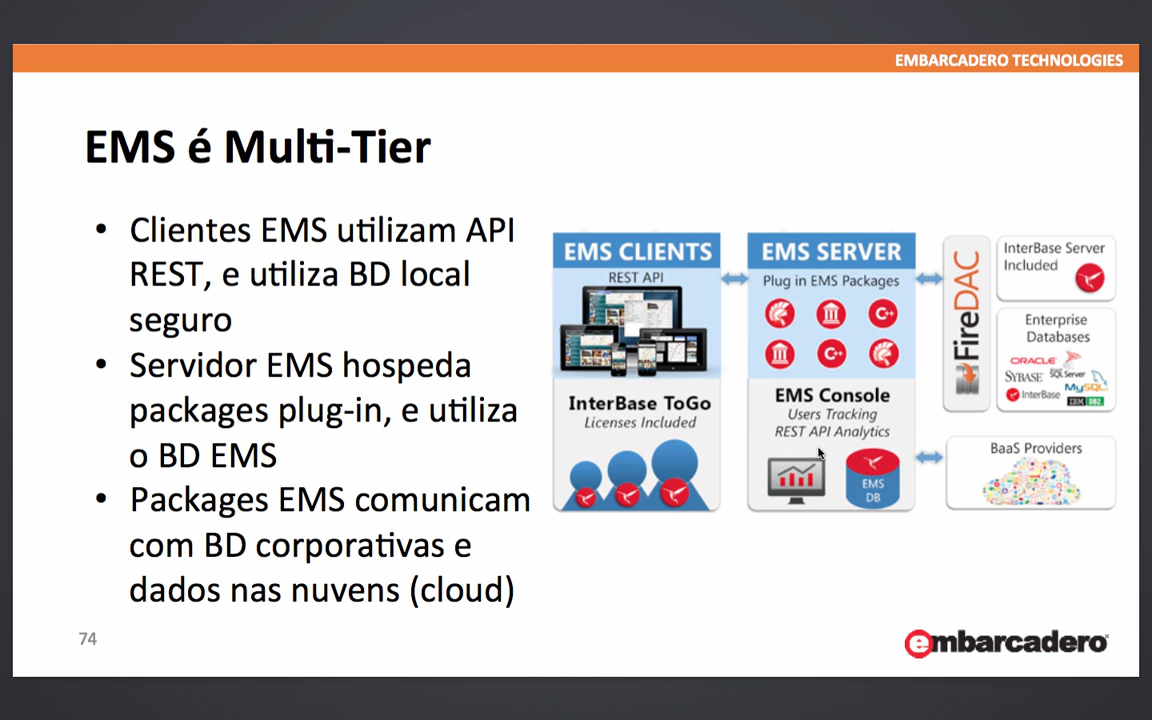 EMBARCADERO TECHNOLOGIES
EMS é Multi-Tier
• Clientes EMS utilizam API
REST, e utiliza BD local
seguro
• Servidor EMS hospeda
packages plug-in, e utiliza
o BD EMS
• Packages EMS comunicam
com BD corporativas e
dados nas nuvens (cloud)
EMS CLIENTS
REST API
InterBase ToGo
Licenses Included
EMS SERVER
Plug in EMS Packages
C++
C++
EMS Console
Users Tracking
REST API Analytics
EMS
DB
FireDAC
InterBase Server
Included
Enterprise
Databases
ORACLE
SYBASE
SQL Server
InterBase
MySQL
IBM DB2
BaaS Providers
74
embarcadero